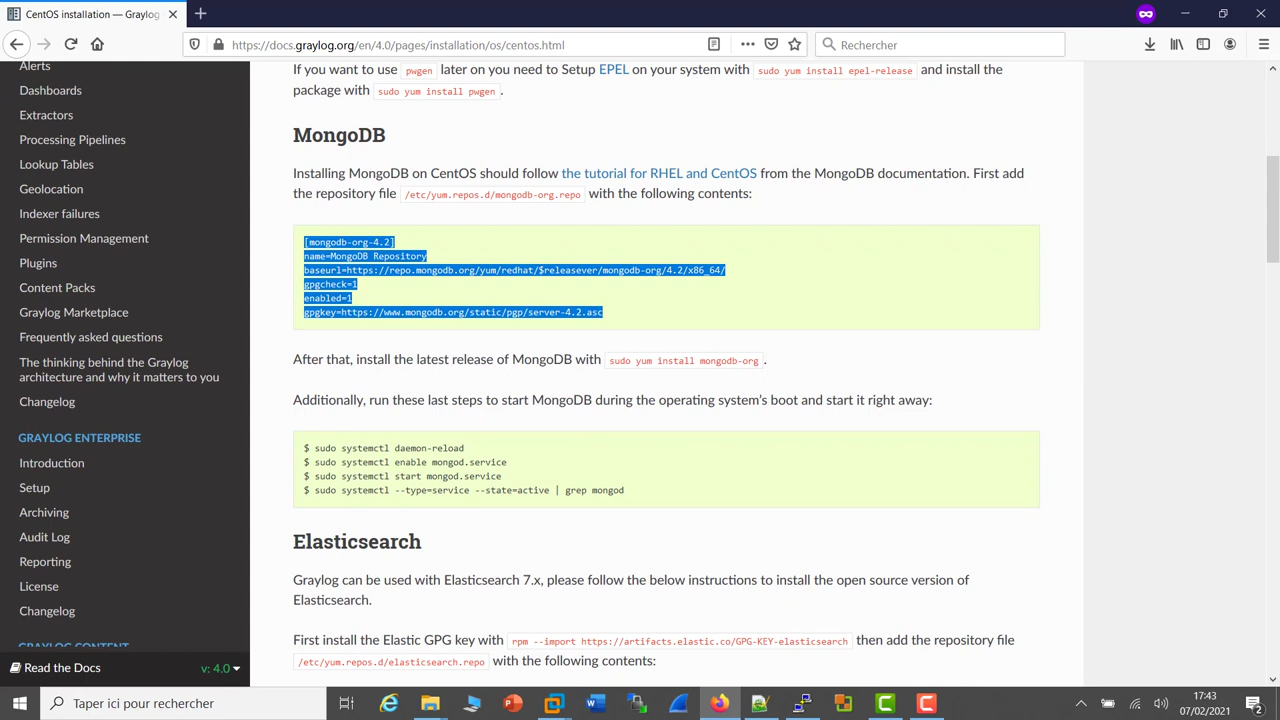 CentOS installation — Graylog
https://docs.graylog.org/en/4.0/pages/installation/os/centos.html
Rechercher
Alerts
Dashboards
Extractors
Processing Pipelines
Lookup Tables
Geolocation
Indexer failures
Permission Management
Plugins
Content Packs
Graylog Marketplace
Frequently asked questions
The thinking behind the Graylog
architecture and why it matters to you
Changelog
GRAYLOG ENTERPRISE
Introduction
Setup
Archiving
Audit Log
Reporting
License
Changelog
GRAYLOG CONTENT
Read the Docs
v: 4.0
If you want to use pwgen later on you need to Setup EPEL on your system with sudo yum install epel-release and install the
package with sudo yum install pwgen.
MongoDB
Installing MongoDB on CentOS should follow the tutorial for RHEL and CentOS from the MongoDB documentation. First add
the repository file /etc/yum.repos.d/mongodb-org.repo with the following contents:
[mongodb-org-4.2]
name=MongoDB Repository
baseurl=https://repo.mongodb.org/yum/redhat/$releasever/mongodb-org/4.2/x86_64/
gpgcheck=1
enabled=1
gpgkey=https://www.mongodb.org/static/pgp/server-4.2.asc
After that, install the latest release of MongoDB with sudo yum install mongodb-org.
Additionally, run these last steps to start MongoDB during the operating system's boot and start it right away:
$ sudo systemctl daemon-reload
$ sudo systemctl enable mongod.service
$ sudo systemctl start mongod.service
$ sudo systemctl --type=service --state=active | grep mongod
Elasticsearch
Graylog can be used with Elasticsearch 7.x, please follow the below instructions to install the open source version of
Elasticsearch.
First install the Elastic GPG key with rpm --import https://artifacts.elastic.co/GPG-KEY-elasticsearch then add the repository file
/etc/yum.repos.d/elasticsearch.repo with the following contents:
Taper ici pour rechercher
17:43
07/02/2021
2